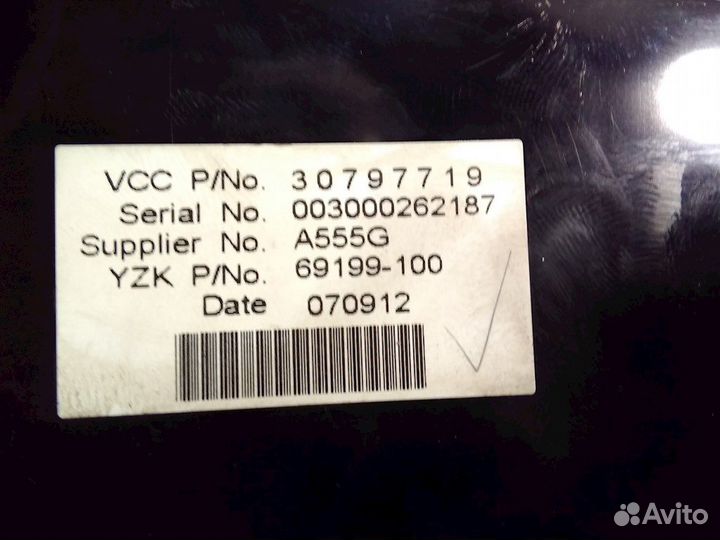 VCC P/No. 30797719
Serial No. 003000262187
Supplier No. A555G
YZK P/No. 69199-100
Date 070912
Avito